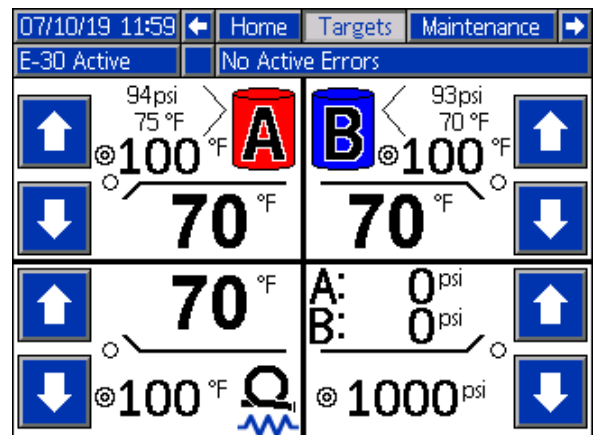 07/10/19 11:59 Home Targets Maintenance
E-30 Active No Active Errors
94psi
75 °F
100 °F A
70 °F
93psi
70 °F
B 100 °F
70 °F
70 °F
100 °F
A: 0psi
B: 0psi
1000psi